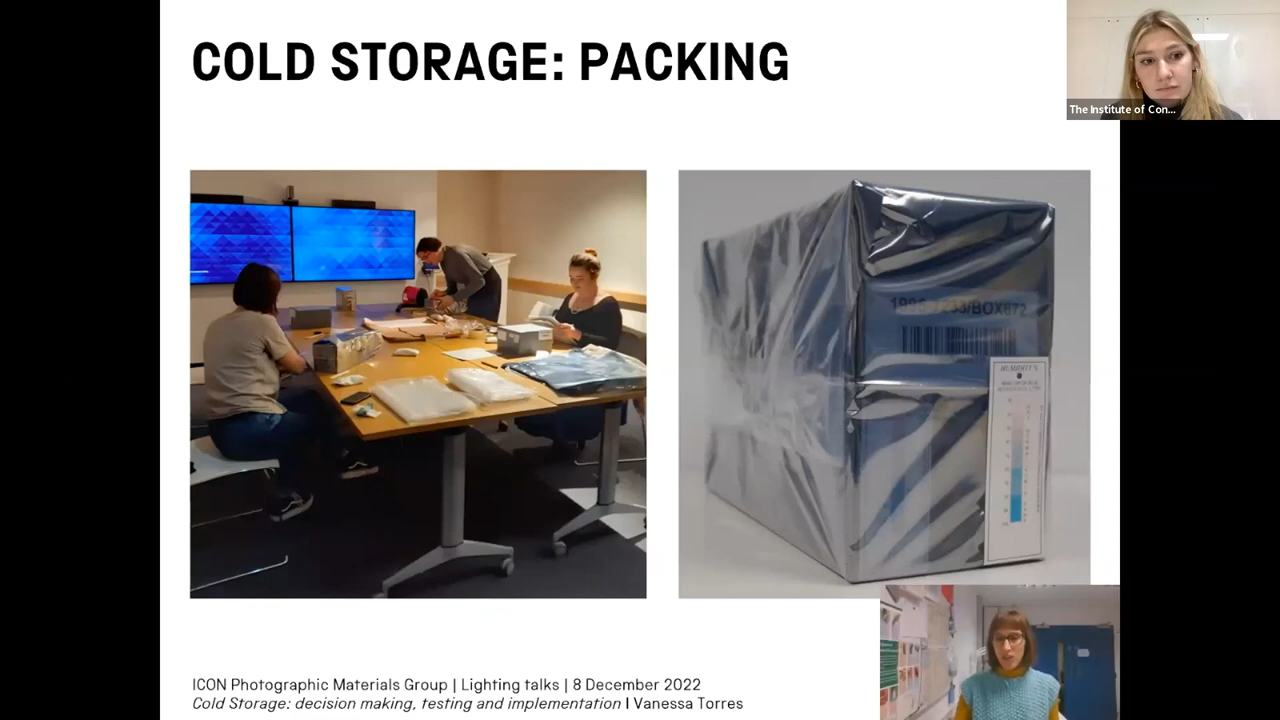 COLD STORAGE: PACKING
The Institute of Con...
ICON Photographic Materials Group | Lighting talks | 8 December 2022
Cold Storage: decision making, testing and implementation I Vanessa Torres